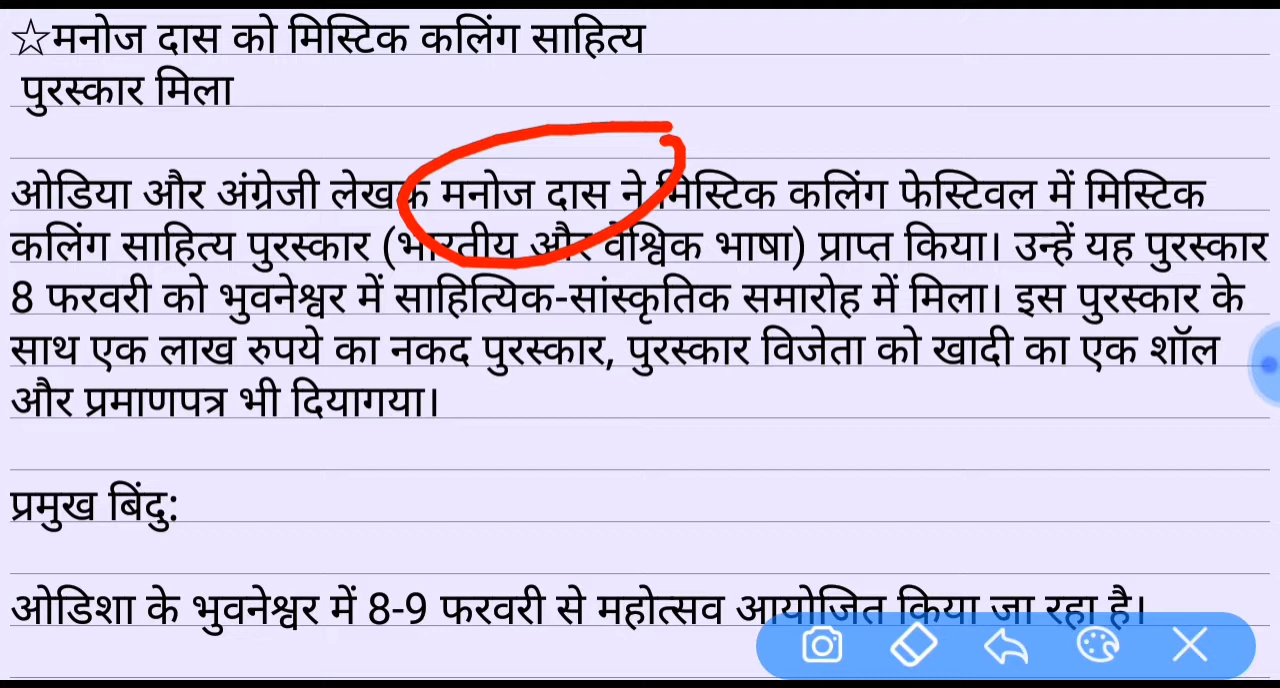 ☆मनोज दास को मिस्टिक कलिंग साहित्य
पुरस्कार मिला
ओडिया और अंग्रेजी लेखक मनोज दास ने मिस्टिक कलिंग फेस्टिवल में मिस्टिक
कलिंग साहित्य पुरस्कार (भारतीय और वैश्विक भाषा) प्राप्त किया। उन्हें यह पुरस्कार
8 फरवरी को भुवनेश्वर में साहित्यिक-सांस्कृतिक समारोह में मिला। इस पुरस्कार के
साथ एक लाख रुपये का नकद पुरस्कार, पुरस्कार विजेता को खादी का एक शॉल
और प्रमाणपत्र भी दियागया।
प्रमुख बिंदु:
ओडिशा के भुवनेश्वर में 8-9 फरवरी से महोत्सव आयोजित किया जा रहा है।